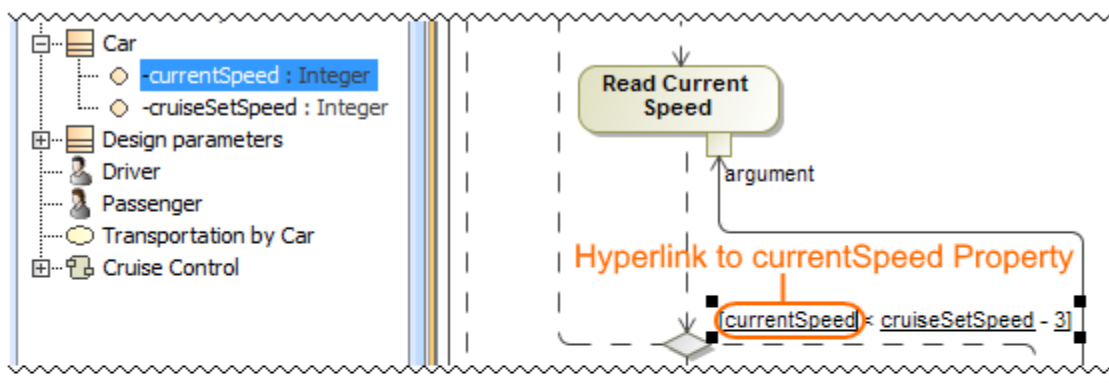 Car
-currentSpeed : Integer
-cruiseSetSpeed : Integer
Design parameters
Driver
Passenger
Transportation by Car
Cruise Control
Read Current
Speed
argument
Hyperlink to currentSpeed Property
[currentSpeed < cruiseSetSpeed - 3]